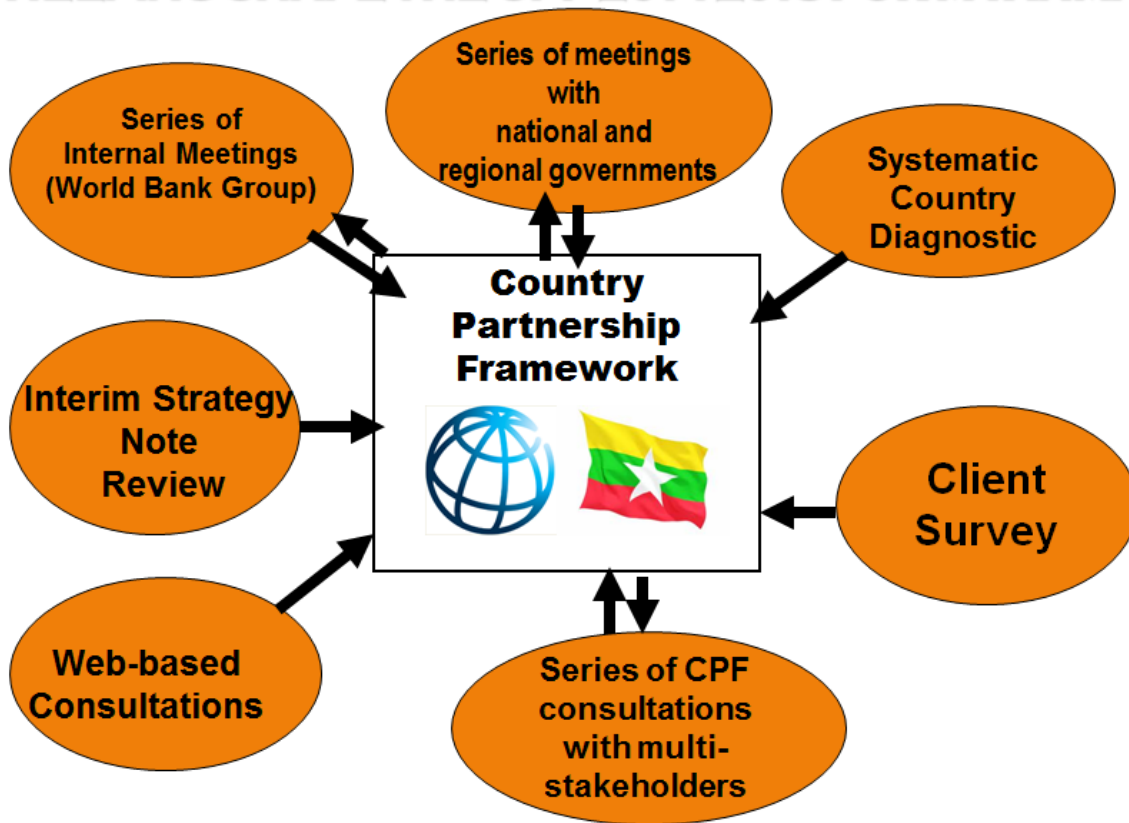 Series of meetings
with
national and
regional governments
Series of
Internal Meetings
(World Bank Group)
Systematic
Country
Diagnostic
Country
Partnership
Framework
Interim Strategy
Note
Review
Client
Survey
Web-based
Consultations
Series of CPF
consultations
with multi-
stakeholders